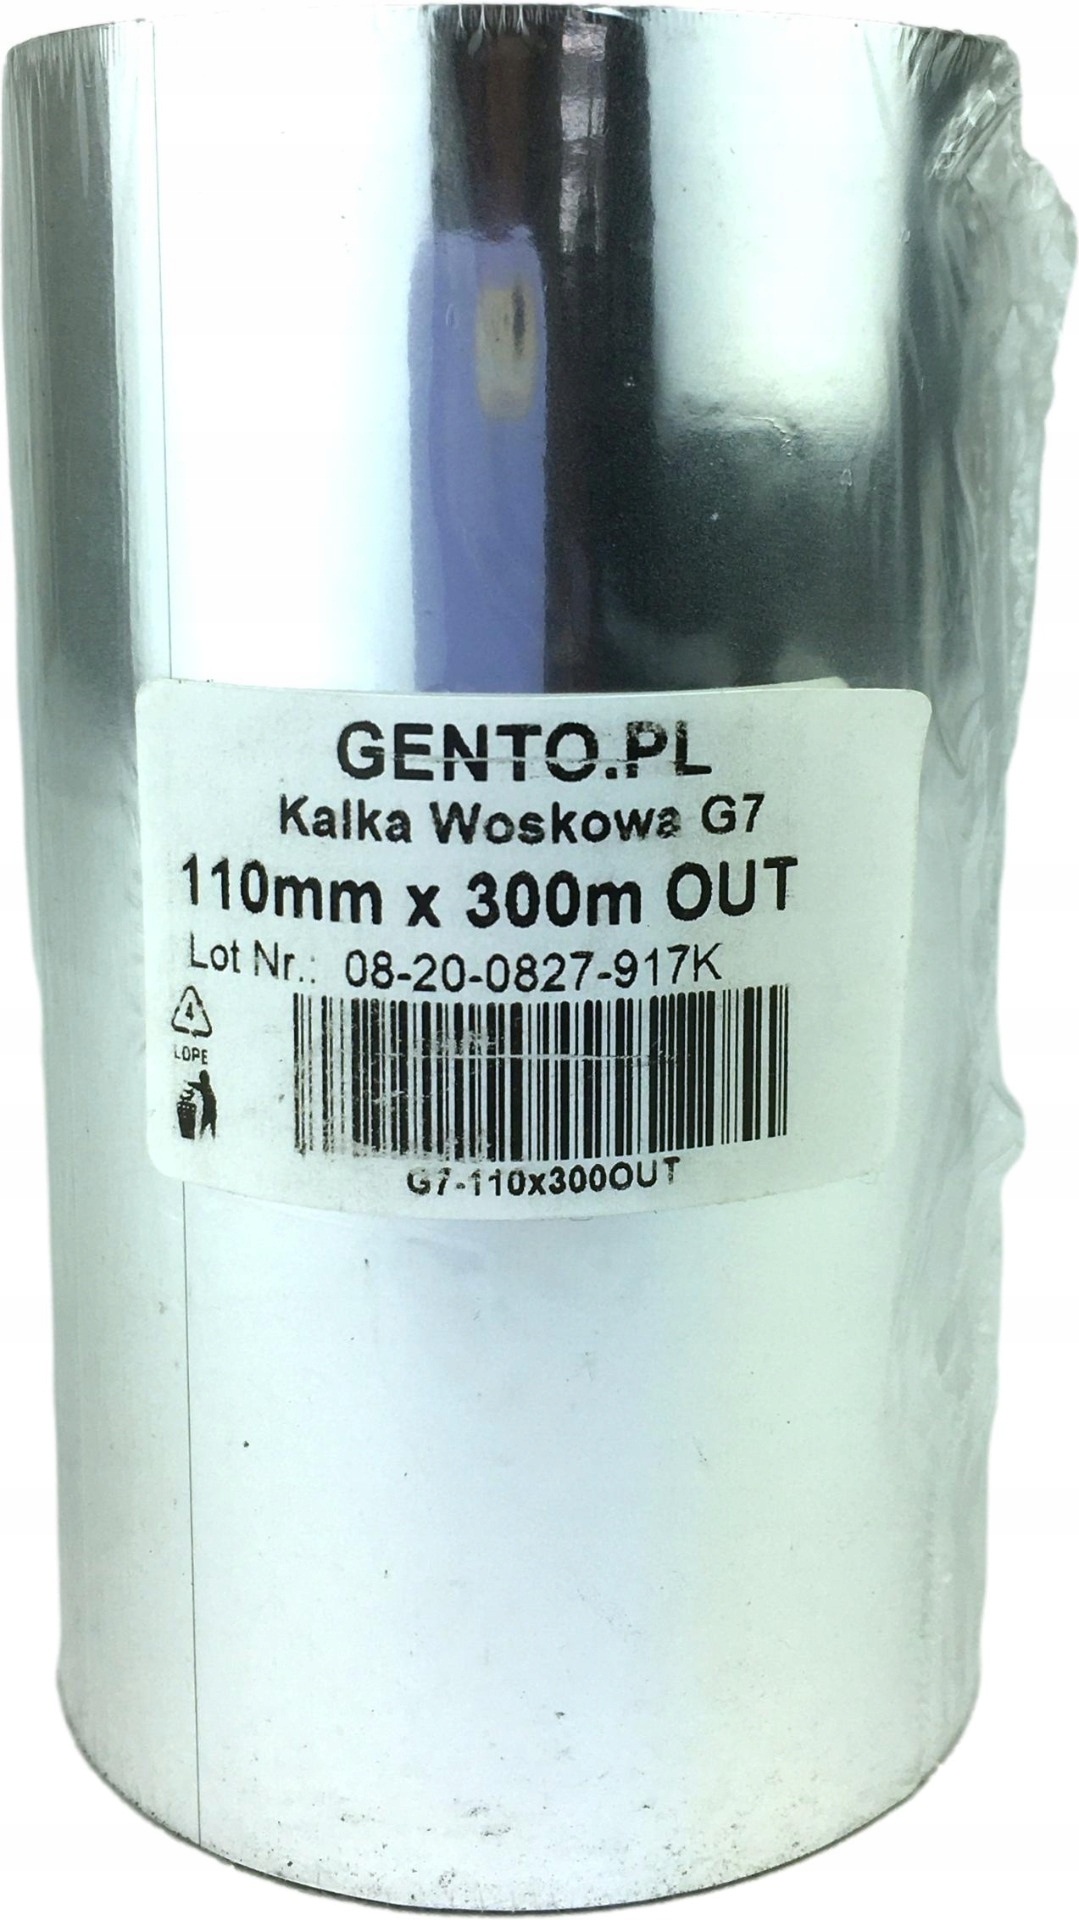 GENTO.PL
Kalka Woskowa G7
110mm x 300m OUT
Lot Nr.: 08-20-0827-917K
4
LDPE
G7-110x300OUT